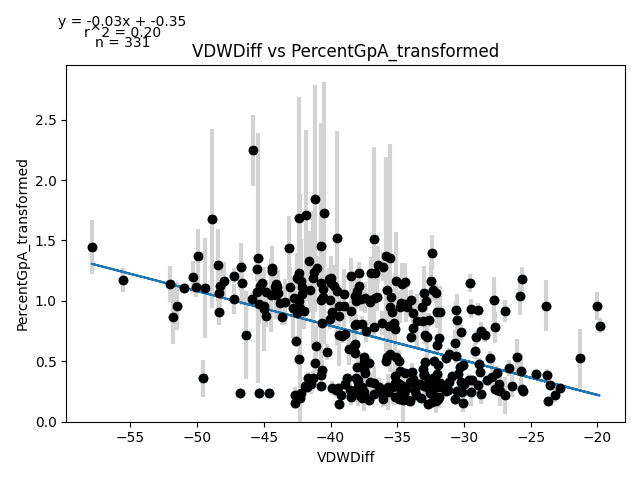 y = -0.03x + -0.35
r^2 = 0.20
n = 331
VDWDiff vs PercentGpA_transformed
PercentGpA_transformed
2.5
2.0
1.5
1.0
0.5
0.0
−55 −50 −45 −40 −35 −30 −25 −20
VDWDiff